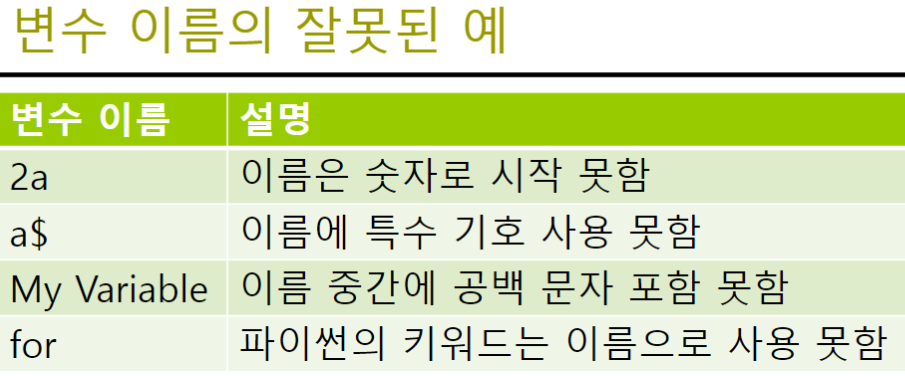 변수 이름의 잘못된 예
변수 이름 설명
2a 이름은 숫자로 시작 못함
a$ 이름에 특수 기호 사용 못함
My Variable 이름 중간에 공백 문자 포함 못함
for 파이썬의 키워드는 이름으로 사용 못함